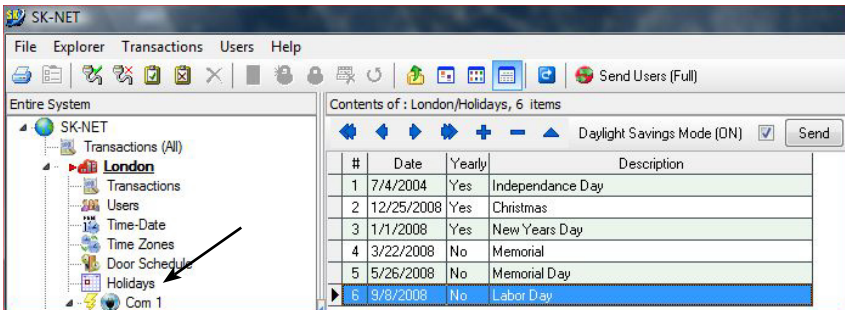 SK-NET
File Explorer Transactions Users Help
Send Users (Full)
Entire System
Contents of : London/Holidays, 6 items
SK-NET
Transactions (All)
London
Transactions
Users
Time-Date
Time Zones
Door Schedule
Holidays
Com 1
Daylight Savings Mode (ON) Send
# Date Yearly Description
1 7/4/2004 Yes Independance Day
2 12/25/2008 Yes Christmas
3 1/1/2008 Yes New Years Day
4 3/22/2008 No Memorial
5 5/26/2008 No Memorial Day
6 9/8/2008 No Labor Day